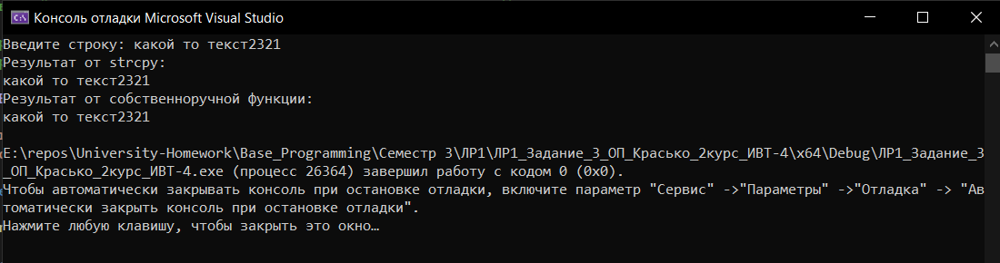 Консоль отладки Microsoft Visual Studio
Введите строку: какой то текст2321
Результат от strcpy:
какой то текст2321
Результат от собственноручной функции:
какой то текст2321
E:\repos\University-Homework\Base_Programming\Семестр 3\ЛР1\ЛР1_Задание_3_ОП_Красько_2курс_ИВТ-4\x64\Debug\ЛР1_Задание_3
_ОП_Красько_2курс_ИВТ-4.exe (процесс 26364) завершил работу с кодом 0 (0x0).
Чтобы автоматически закрывать консоль при остановке отладки, включите параметр "Сервис" ->"Параметры" ->"Отладка" -> "Ав
томатически закрыть консоль при остановке отладки".
Нажмите любую клавишу, чтобы закрыть это окно…